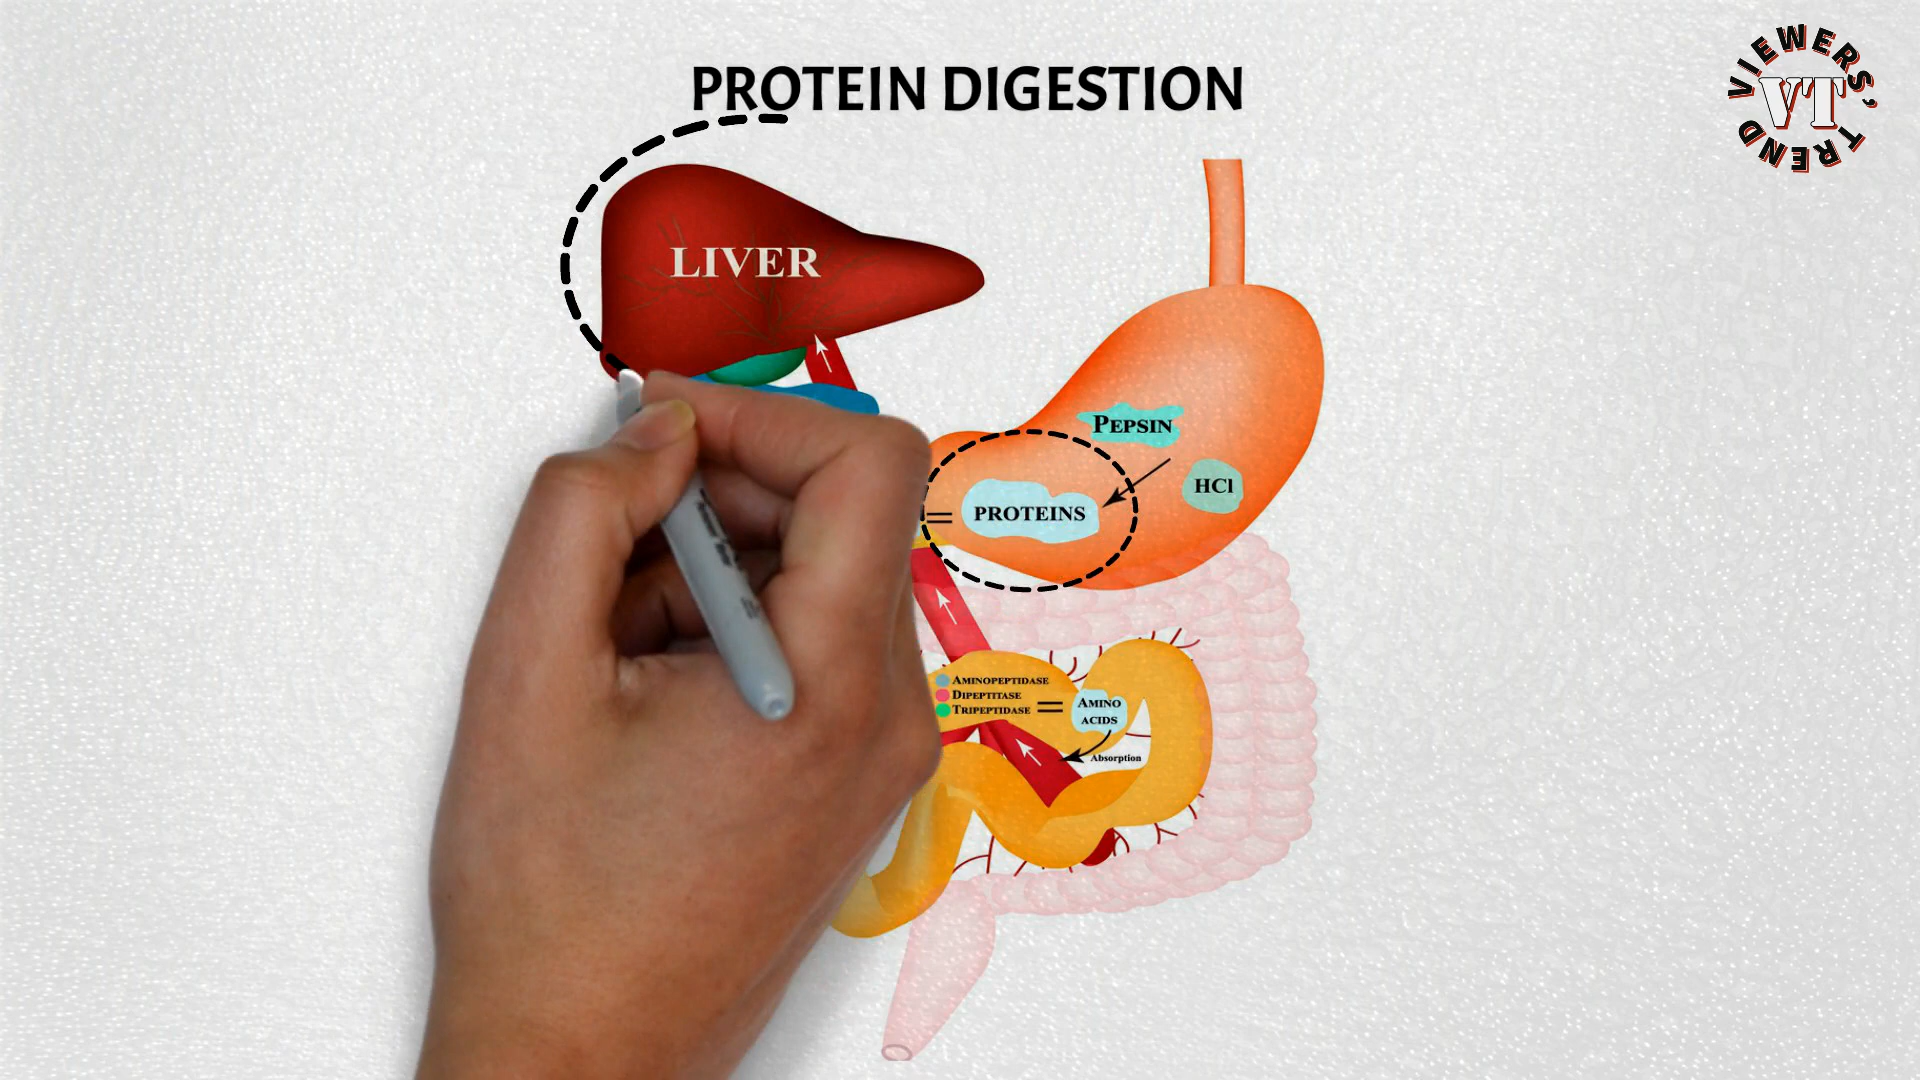 PROTEIN DIGESTION
VIEWERS' TREND
VT
LIVER
PEPSIN
HCl
= PROTEINS
AMINOPEPTIDASE
DIPEPTITASE
TRIPEPTIDASE =
AMINO
ACIDS
Absorption